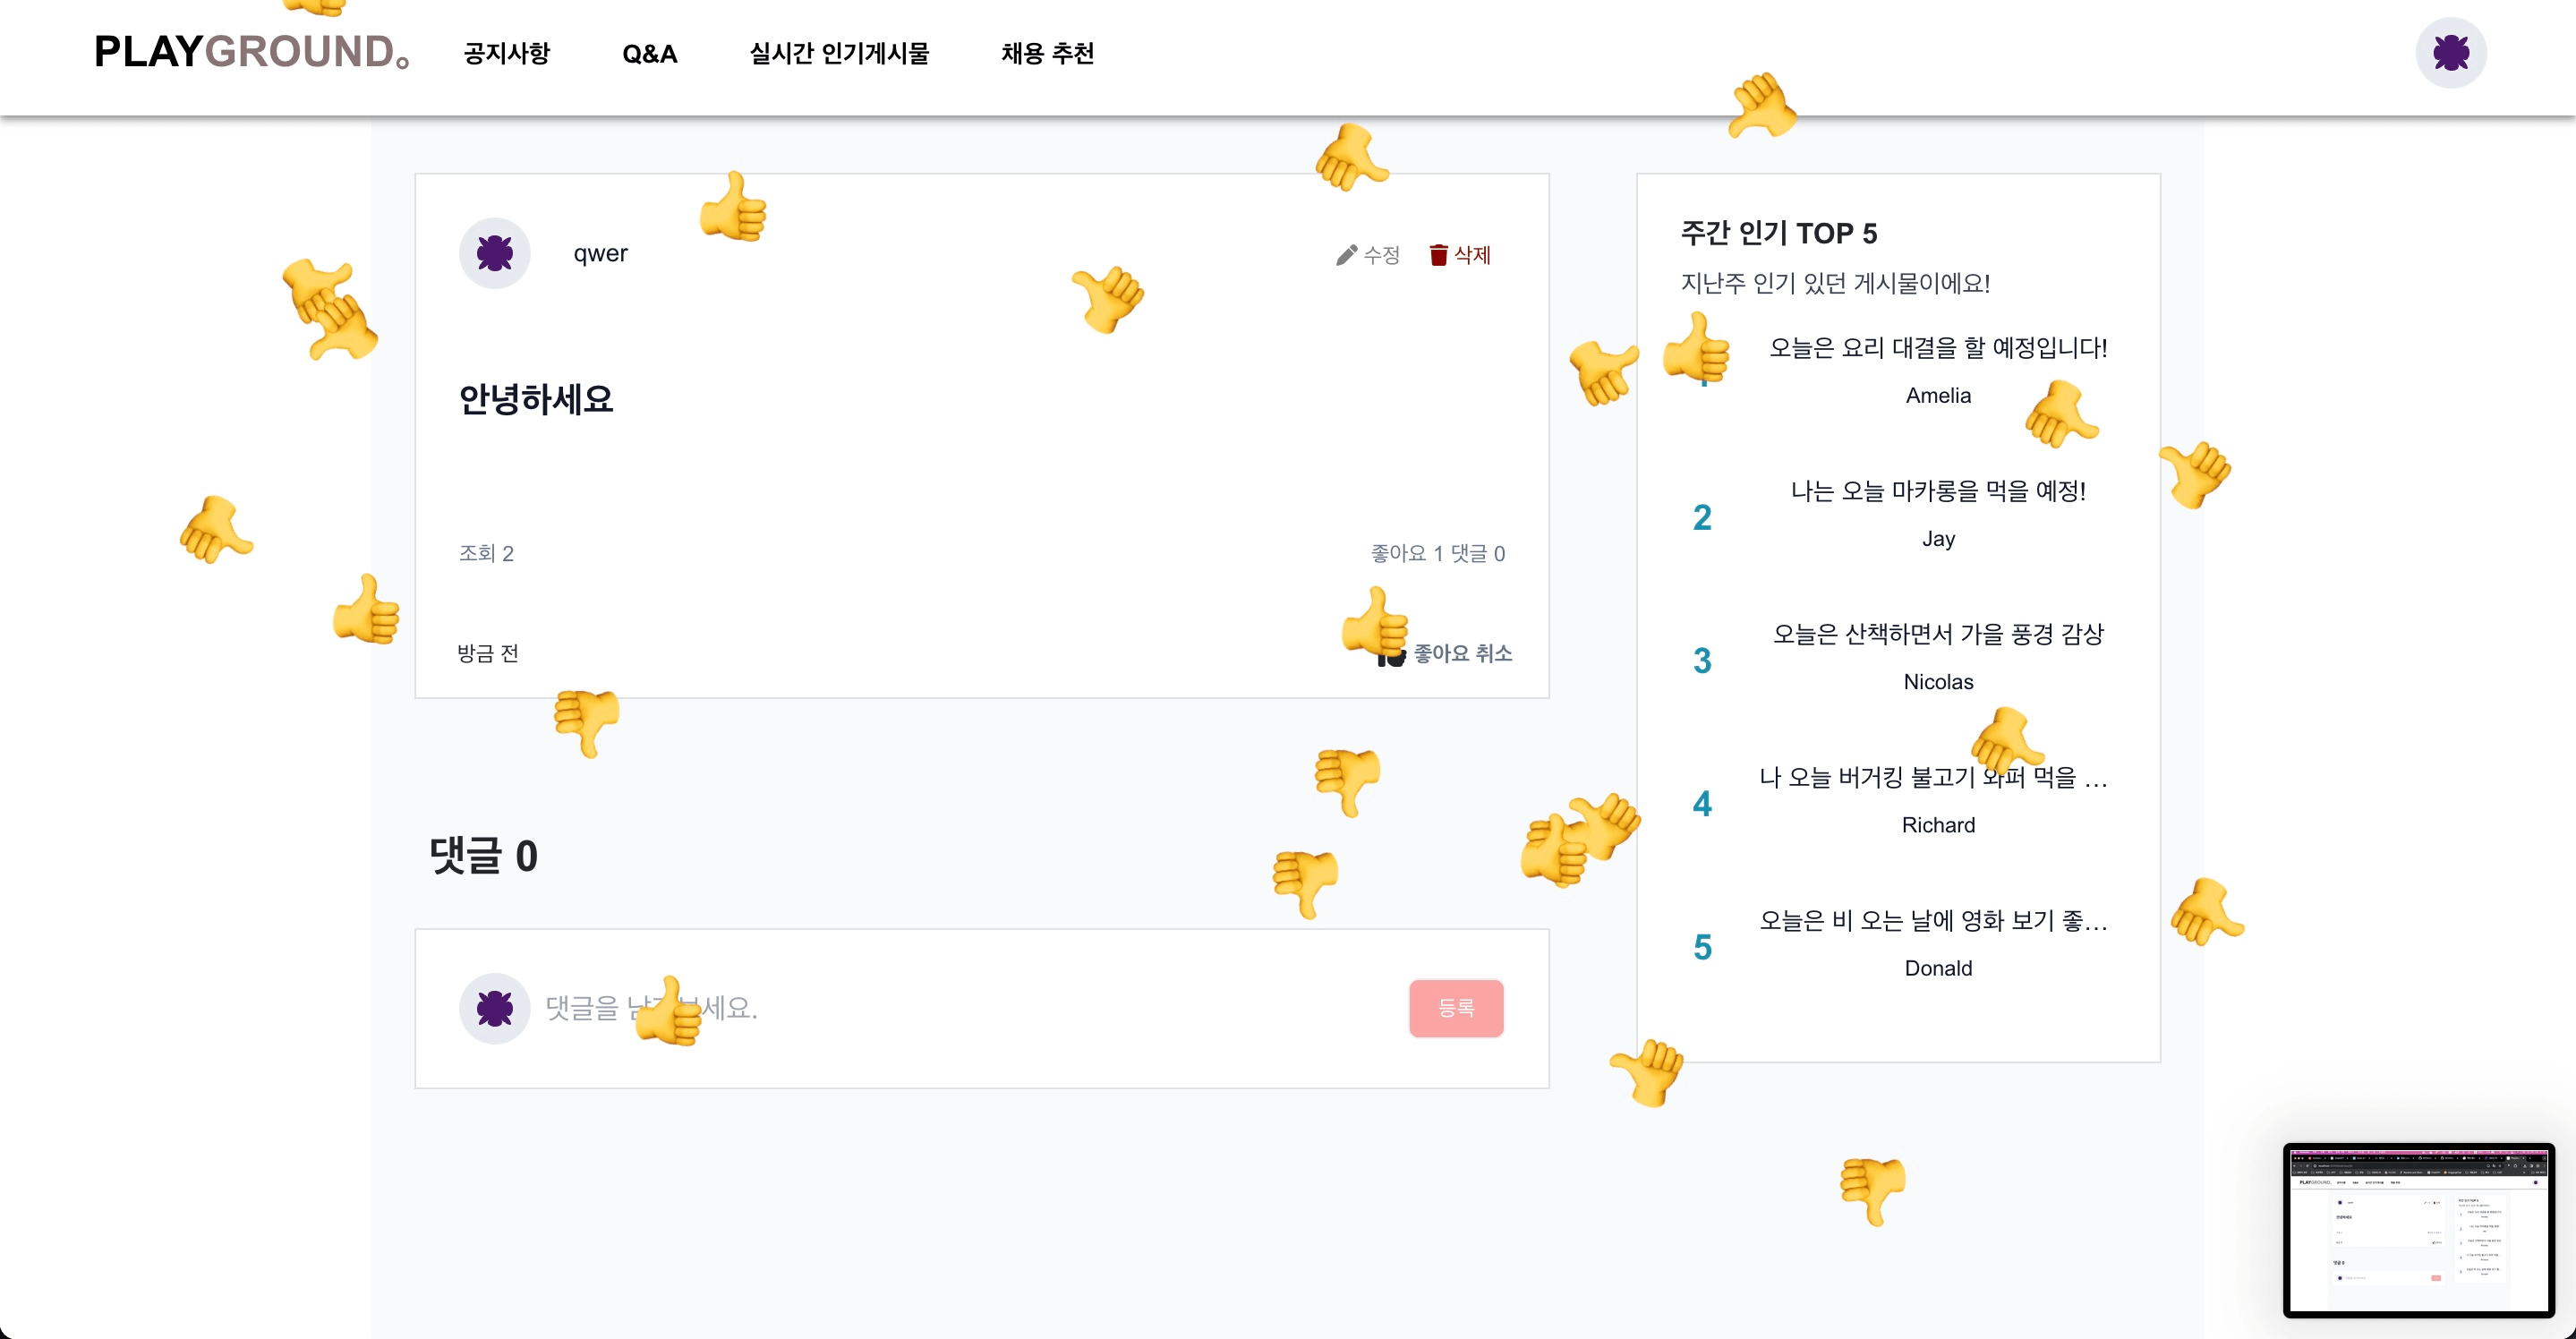 PLAYGROUND。 공지사항 Q&A 실시간 인기게시물 채용 추천
qwer
수정 삭제
안녕하세요
조회 2
좋아요 1 댓글 0
방금 전
좋아요 취소
댓글 0
댓글을 세요.
등록
주간 인기 TOP 5
지난주 인기 있던 게시물이에요!
오늘은 요리 대결을 할 예정입니다!
Amelia
2
나는 오늘 마카롱을 먹을 예정!
Jay
3
오늘은 산책하면서 가을 풍경 감상
Nicolas
4
나 오늘 버거킹 불고기 와퍼 먹을 …
Richard
5
오늘은 비 오는 날에 영화 보기 좋…
Donald